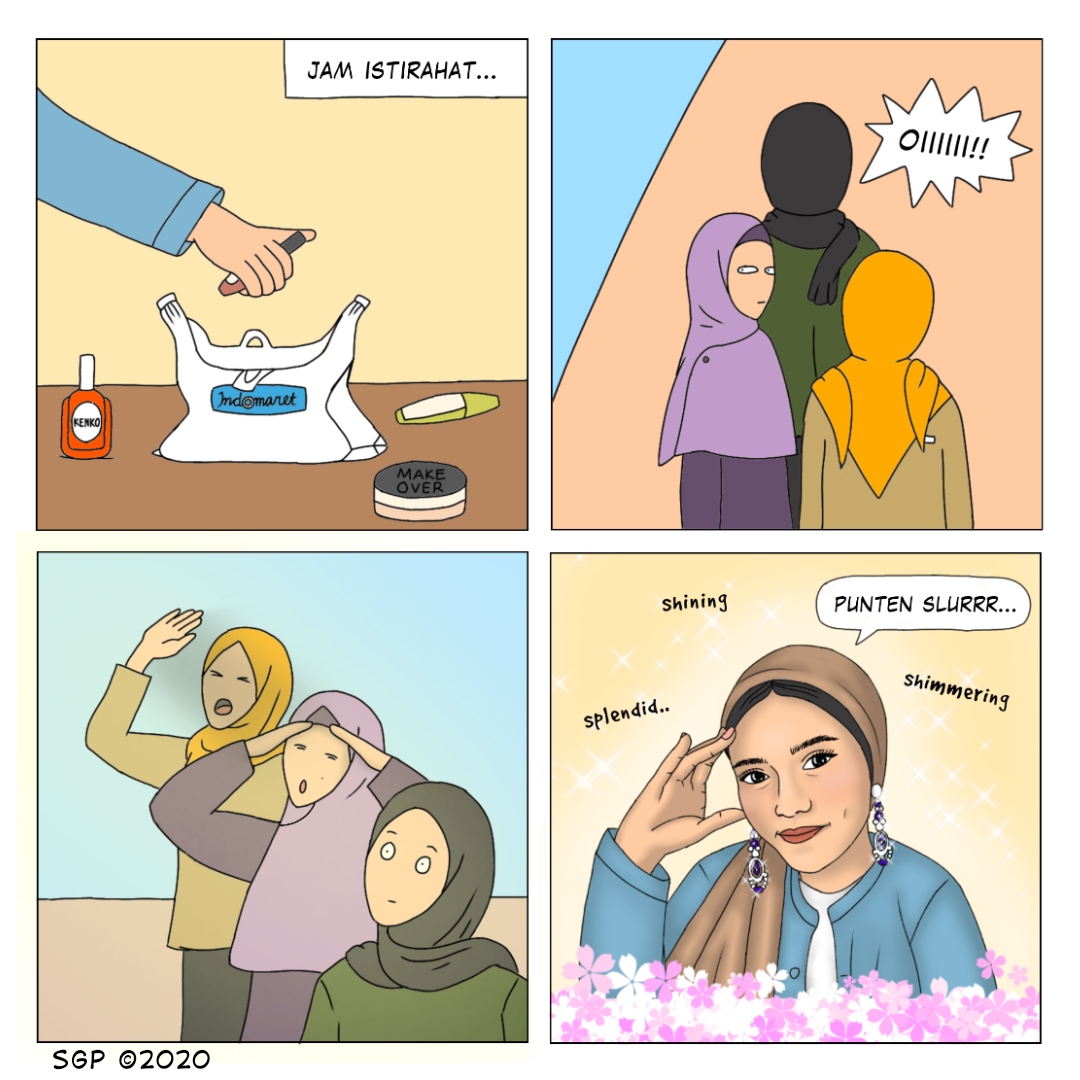 JAM ISTIRAHAT...
Indomaret
KENKO
MAKE
OVER
OIIIIII!!
shining
PUNTEN SLURRR...
splendid..
shimmering
SGP ©2020